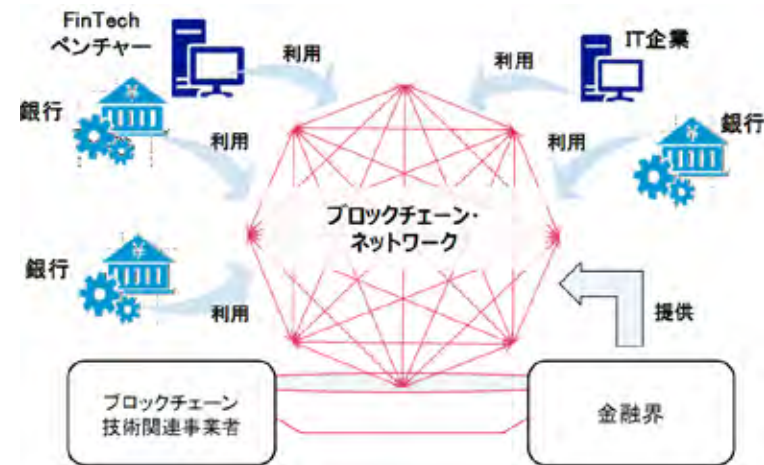 FinTech
ベンチャー
利用
利用
IT企業
銀行
¥
利用
利用
¥
銀行
ブロックチェーン・
ネットワーク
銀行
¥
利用
提供
ブロックチェーン
技術関連事業者
金融界